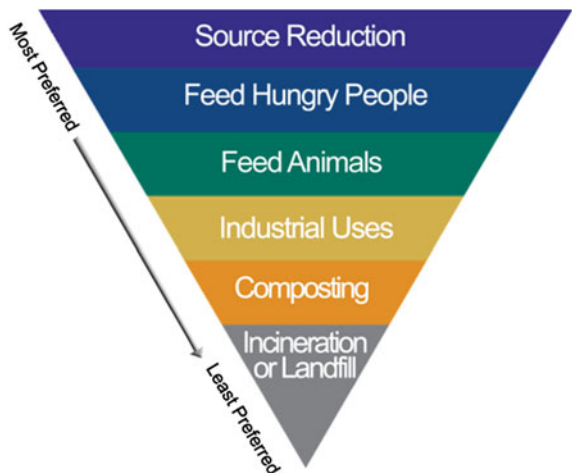 Most Preferred
Source Reduction
Feed Hungry People
Feed Animals
Industrial Uses
Composting
Incineration
or Landfill
Least Preferred